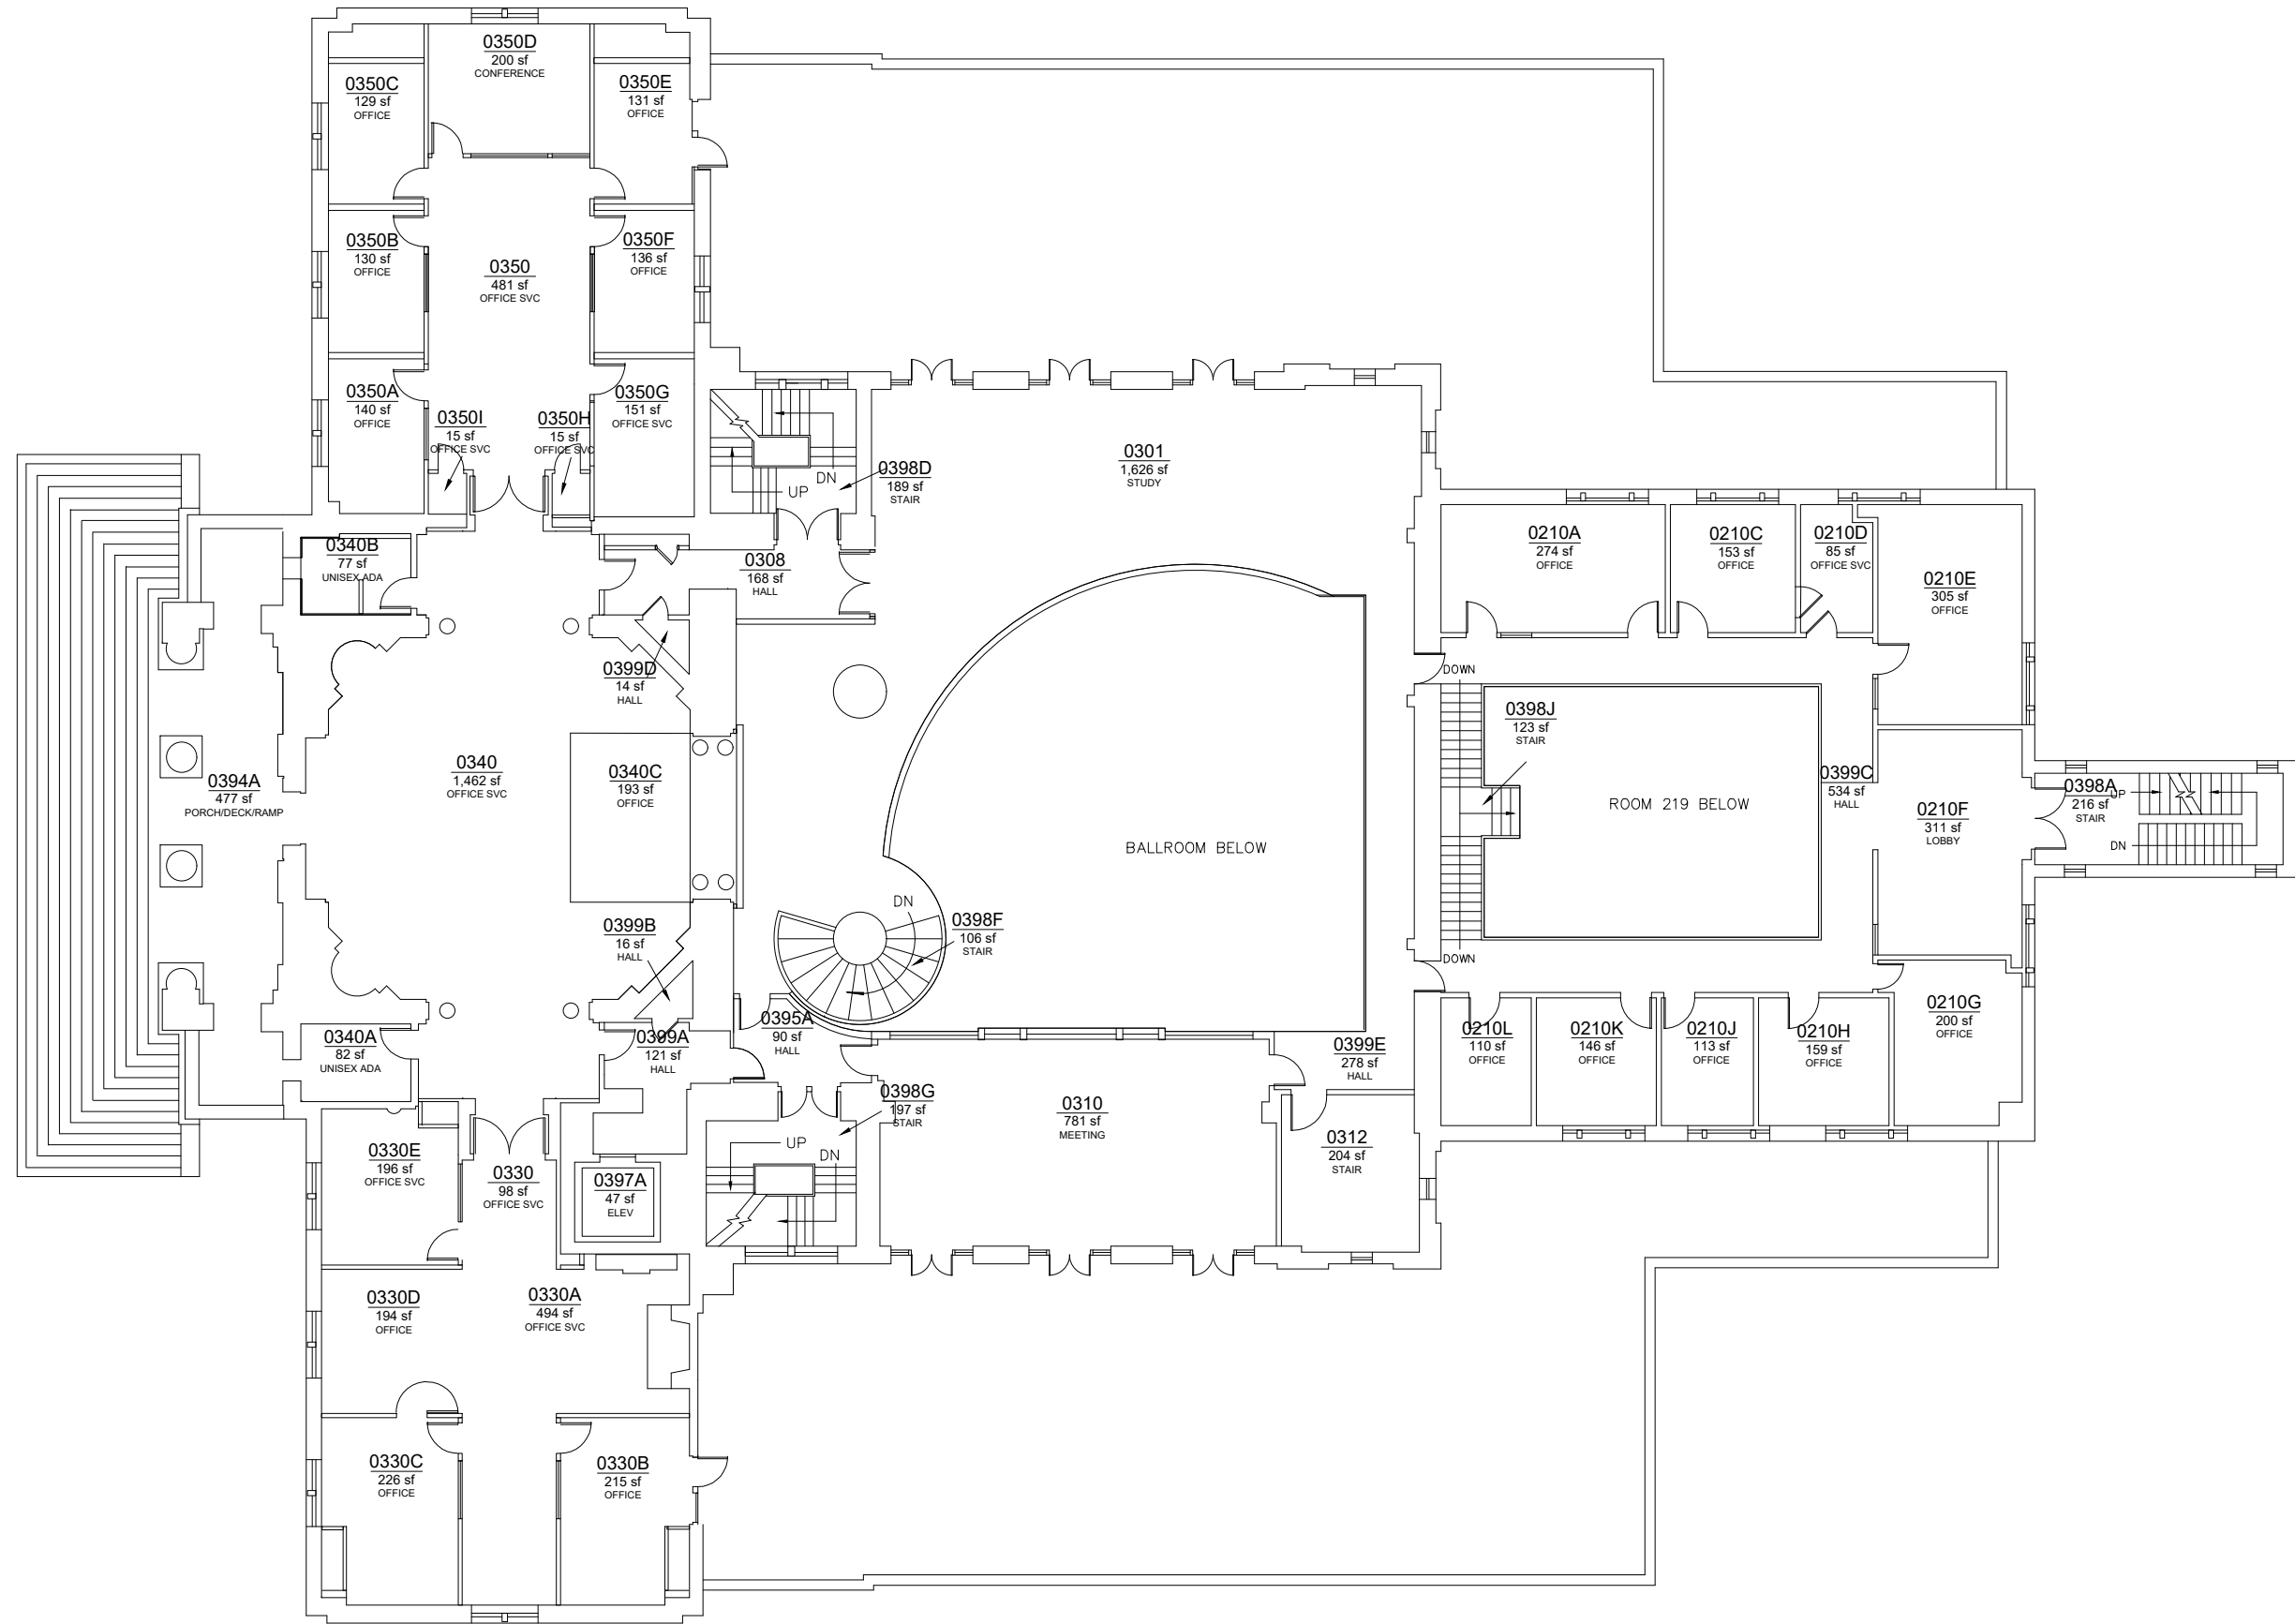 0350D
200 sf
CONFERENCE
0350C
129 sf
OFFICE
0350E
131 sf
OFFICE
0350B
130 sf
OFFICE
0350
481 sf
OFFICE SVC
0350F
136 sf
OFFICE
0350A
140 sf
OFFICE
0350I
15 sf
OFFICE SVC
0350H
15 sf
OFFICE SVC
0350G
151 sf
OFFICE SVC
DN
UP
0398D
189 sf
STAIR
0301
1,626 sf
STUDY
0340B
77 sf
UNISEX ADA
0308
168 sf
HALL
0210A
274 sf
OFFICE
0210C
153 sf
OFFICE
0210D
85 sf
OFFICE SVC
0210E
305 sf
OFFICE
0399D
14 sf
HALL
DOWN
0398J
123 sf
STAIR
0394A
477 sf
PORCH/DECK/RAMP
0340
1,462 sf
OFFICE SVC
0340C
193 sf
OFFICE
BALLROOM BELOW
ROOM 219 BELOW
0399C
534 sf
HALL
0210F
311 sf
LOBBY
0398A
216 sf
STAIR
UP
DN
0399B
16 sf
HALL
DN
0398F
106 sf
STAIR
DOWN
0340A
82 sf
UNISEX ADA
0399A
121 sf
HALL
0395A
90 sf
HALL
0399E
278 sf
HALL
0210L
110 sf
OFFICE
0210K
146 sf
OFFICE
0210J
113 sf
OFFICE
0210H
159 sf
OFFICE
0210G
200 sf
OFFICE
0398G
197 sf
STAIR
UP
DN
0310
781 sf
MEETING
0312
204 sf
STAIR
0330E
196 sf
OFFICE SVC
0330
98 sf
OFFICE SVC
0397A
47 sf
ELEV
0330D
194 sf
OFFICE
0330A
494 sf
OFFICE SVC
0330C
226 sf
OFFICE
0330B
215 sf
OFFICE